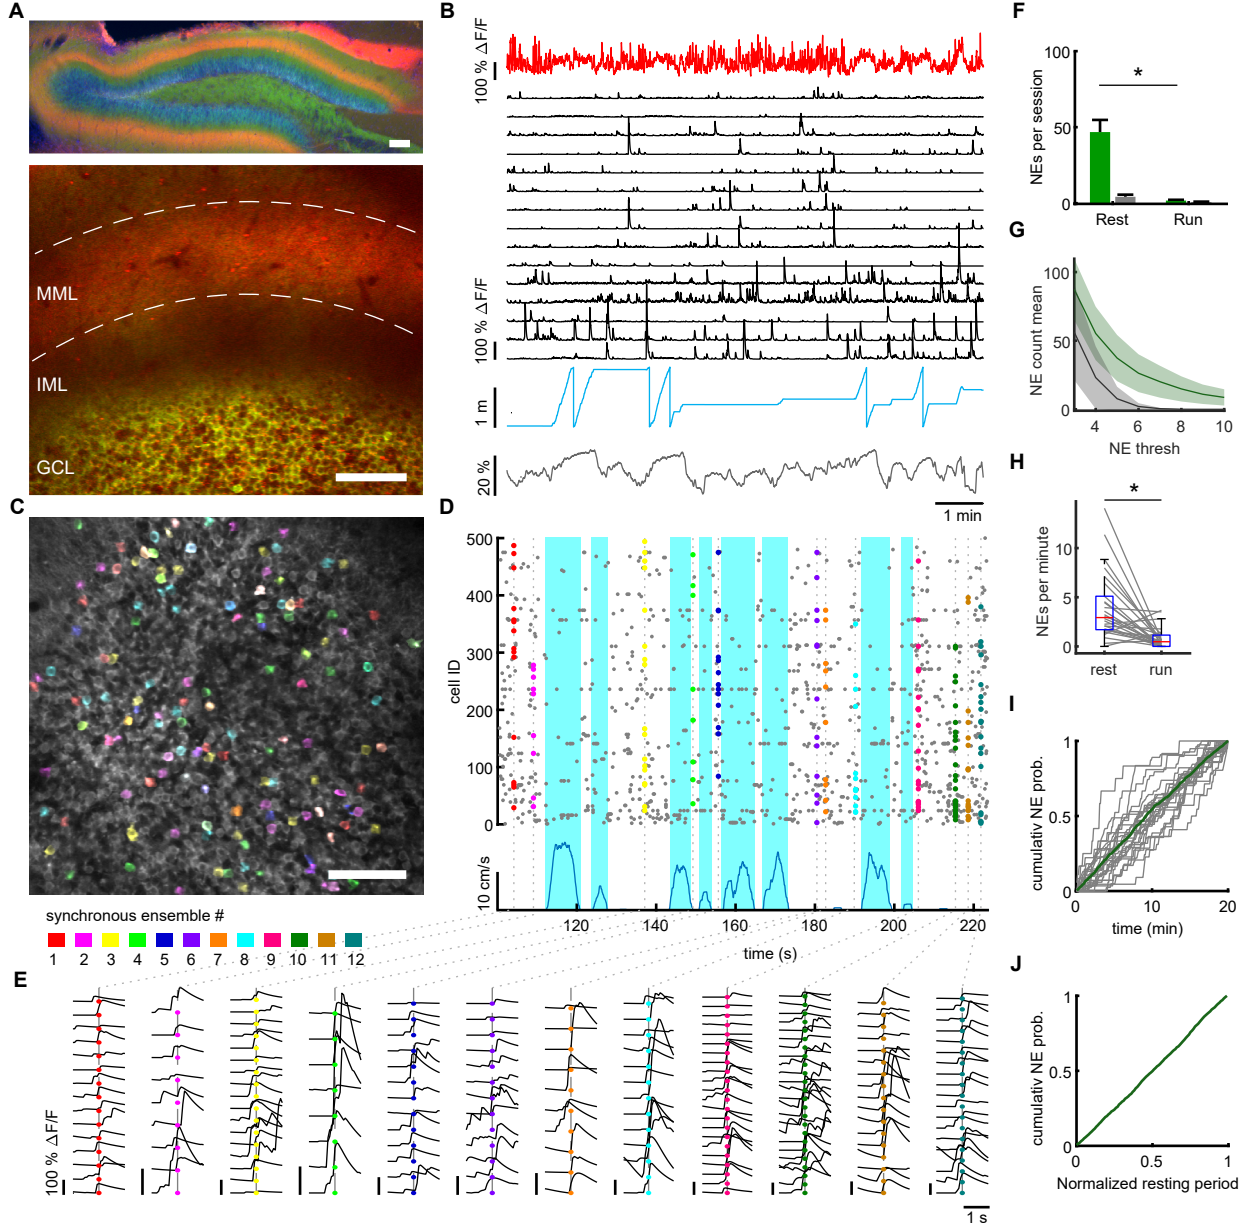 A
MML
IML
GCL
B
100 % ΔF/F
100 % ΔF/F
1 m
20 %
1 min
C
synchronous ensemble #
1 2 3 4 5 6 7 8 9 10 11 12
D
500
400
300
200
100
0
cell ID
10 cm/s
120 140 160 180 200 220
time (s)
E
100 % ΔF/F
1 s
F
100
50
0
NEs per session
*
Rest Run
G
100
50
0
NE count mean
4 6 8 10
NE thresh
H
*
10
5
0
NEs per minute
rest run
I
1
0.5
0
cumulativ NE prob.
0 10 20
time (min)
J
1
0.5
0
cumulativ NE prob.
0 0.5 1
Normalized resting period